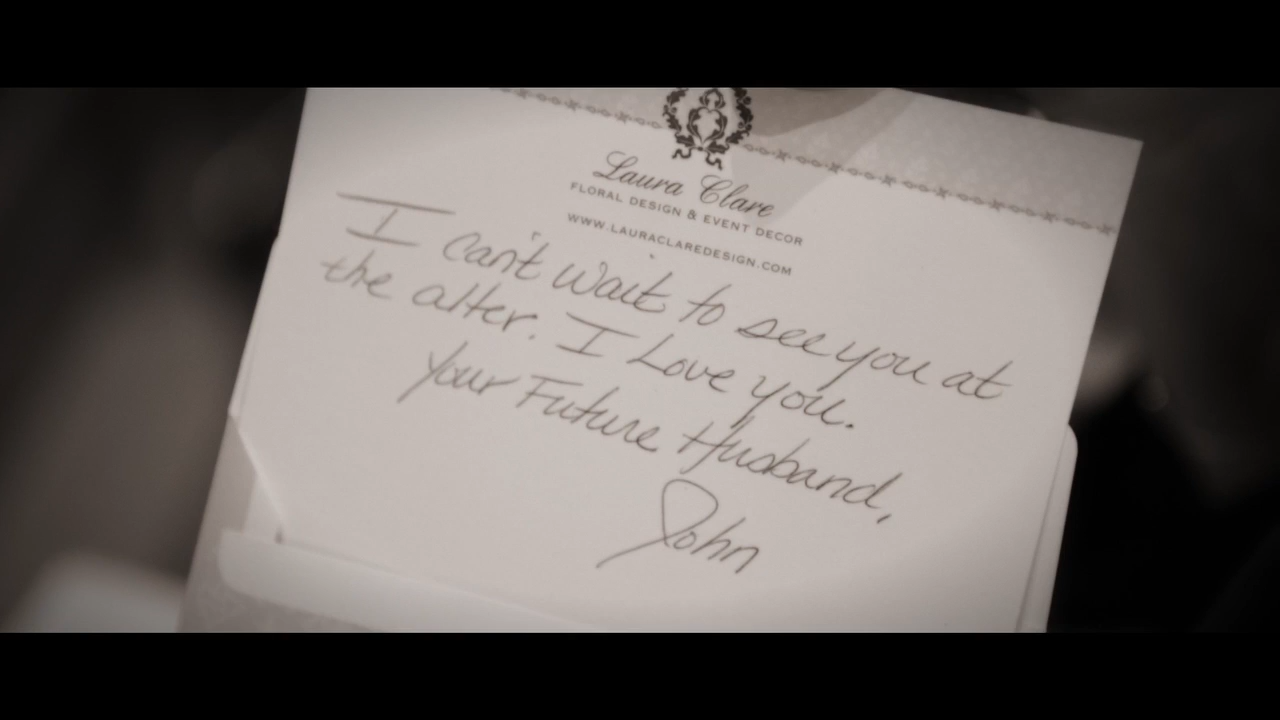 Laura Clare
FLORAL DESIGN & EVENT DECOR
WWW.LAURACLAREDESIGN.COM
I can't wait to see you at
the alter. I Love you.
Your Future Husband,
John